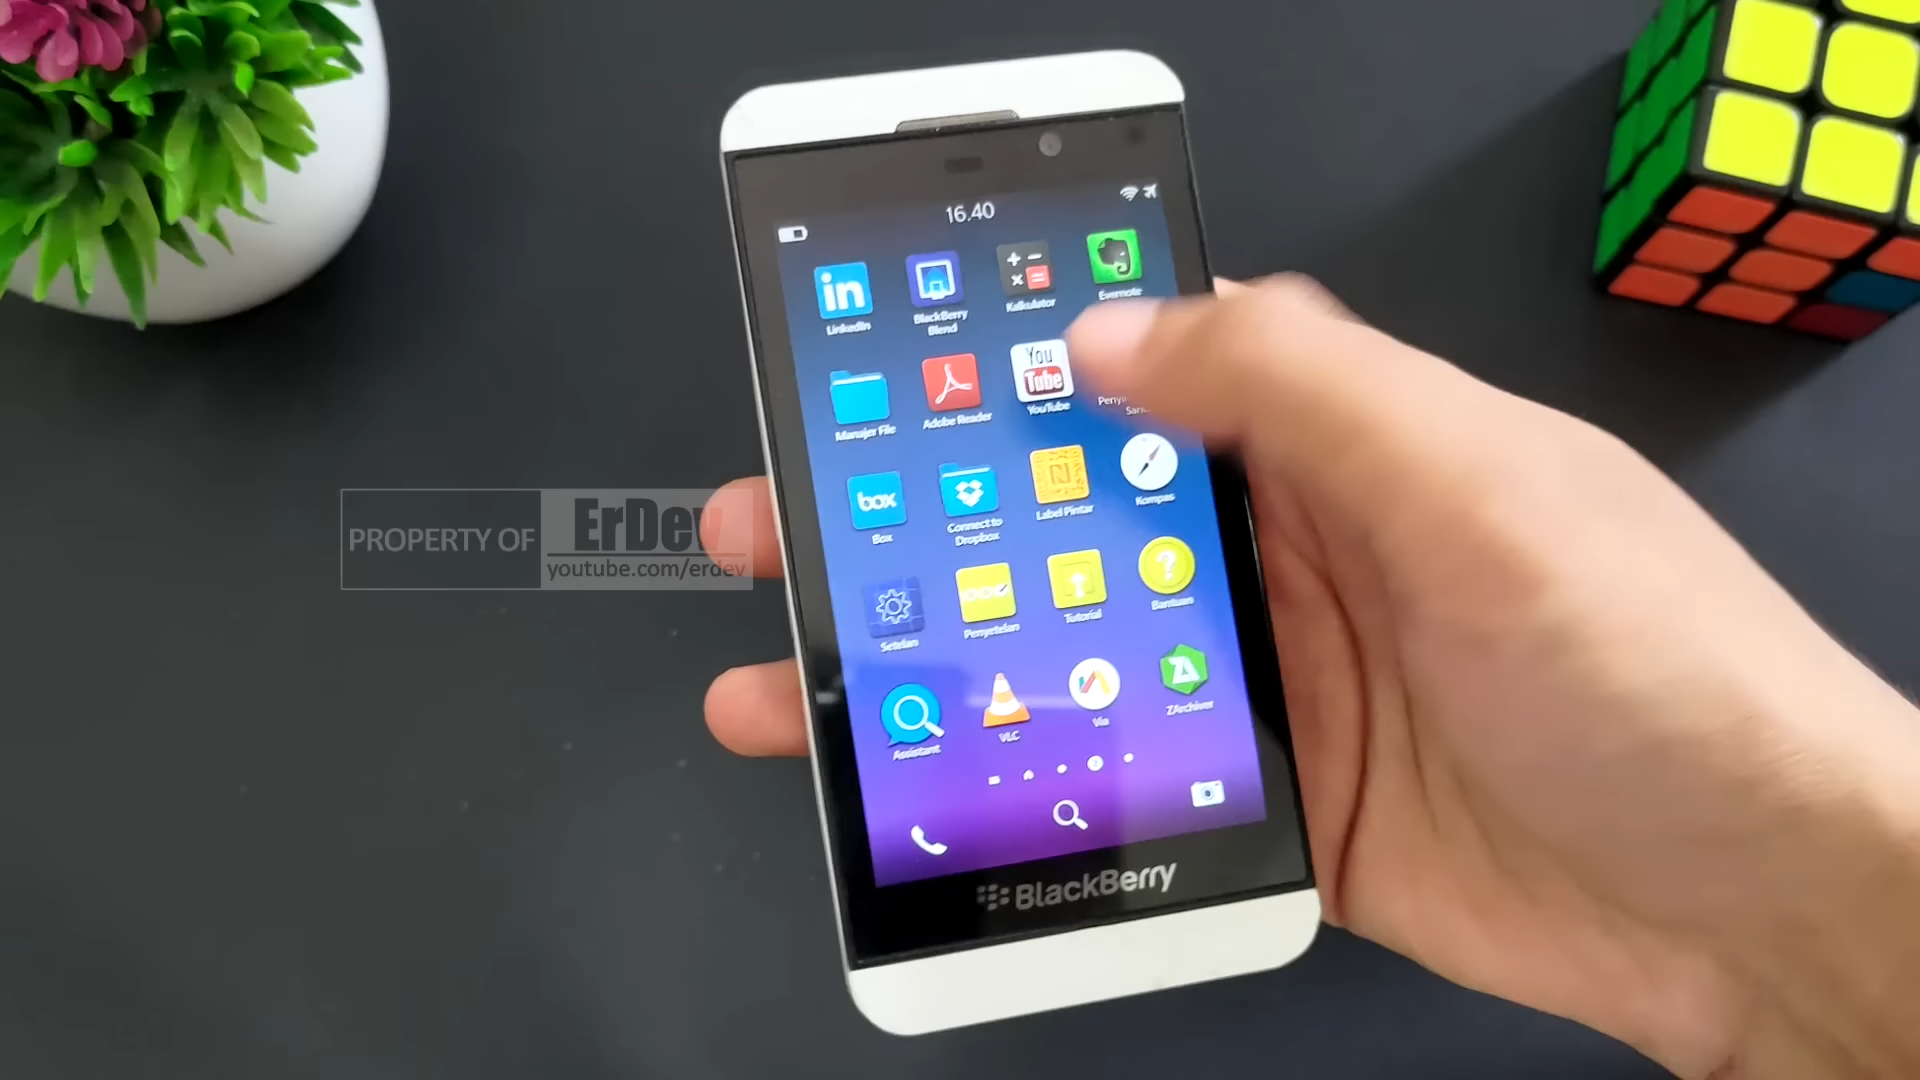 16.40
LinkedIn
BlackBerry
Blend
Kalkulator
Evernote
Manajer File
Adobe Reader
You
Tube
YouTube
box
Box
Connect to
Dropbox
Label Pintar
Kompas
Setelan
Penyetelan
Tutorial
Bantuan
Assistant
VLC
Via
ZArchiver
BlackBerry
PROPERTY OF
ErDev
youtube.com/erdev